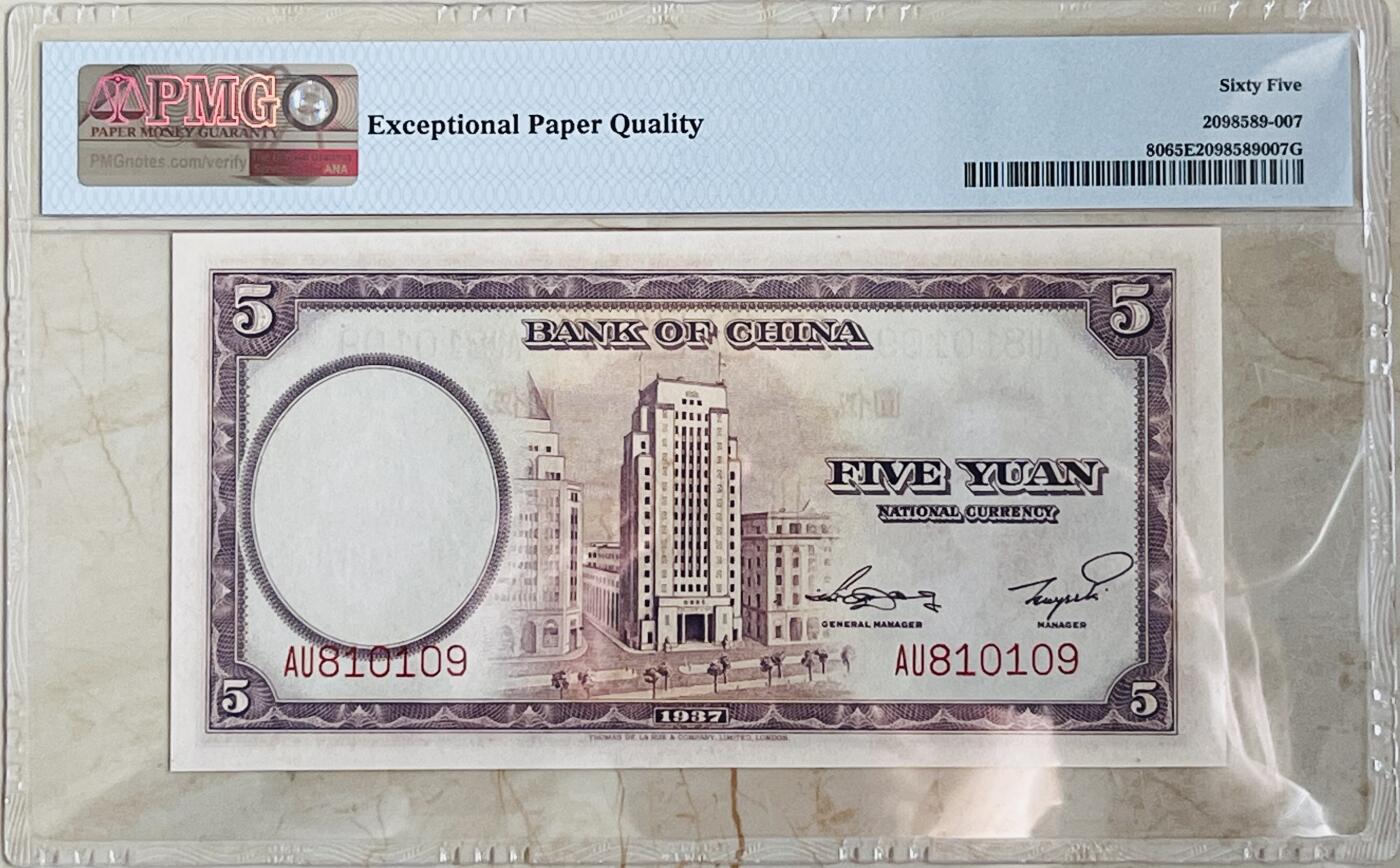 PMG
PAPER MONEY GUARANTY
PMGnotes.com/verify
ANA
Exceptional Paper Quality
Sixty Five
2098589-007
8065E2098589007G
5 5
BANK OF CHINA
FIVE YUAN
NATIONAL CURRENCY
GENERAL MANAGER MANAGER
AU810109 AU810109
5 5
1937
THOMAS DE LA RUE & COMPANY, LIMITED, LONDON.